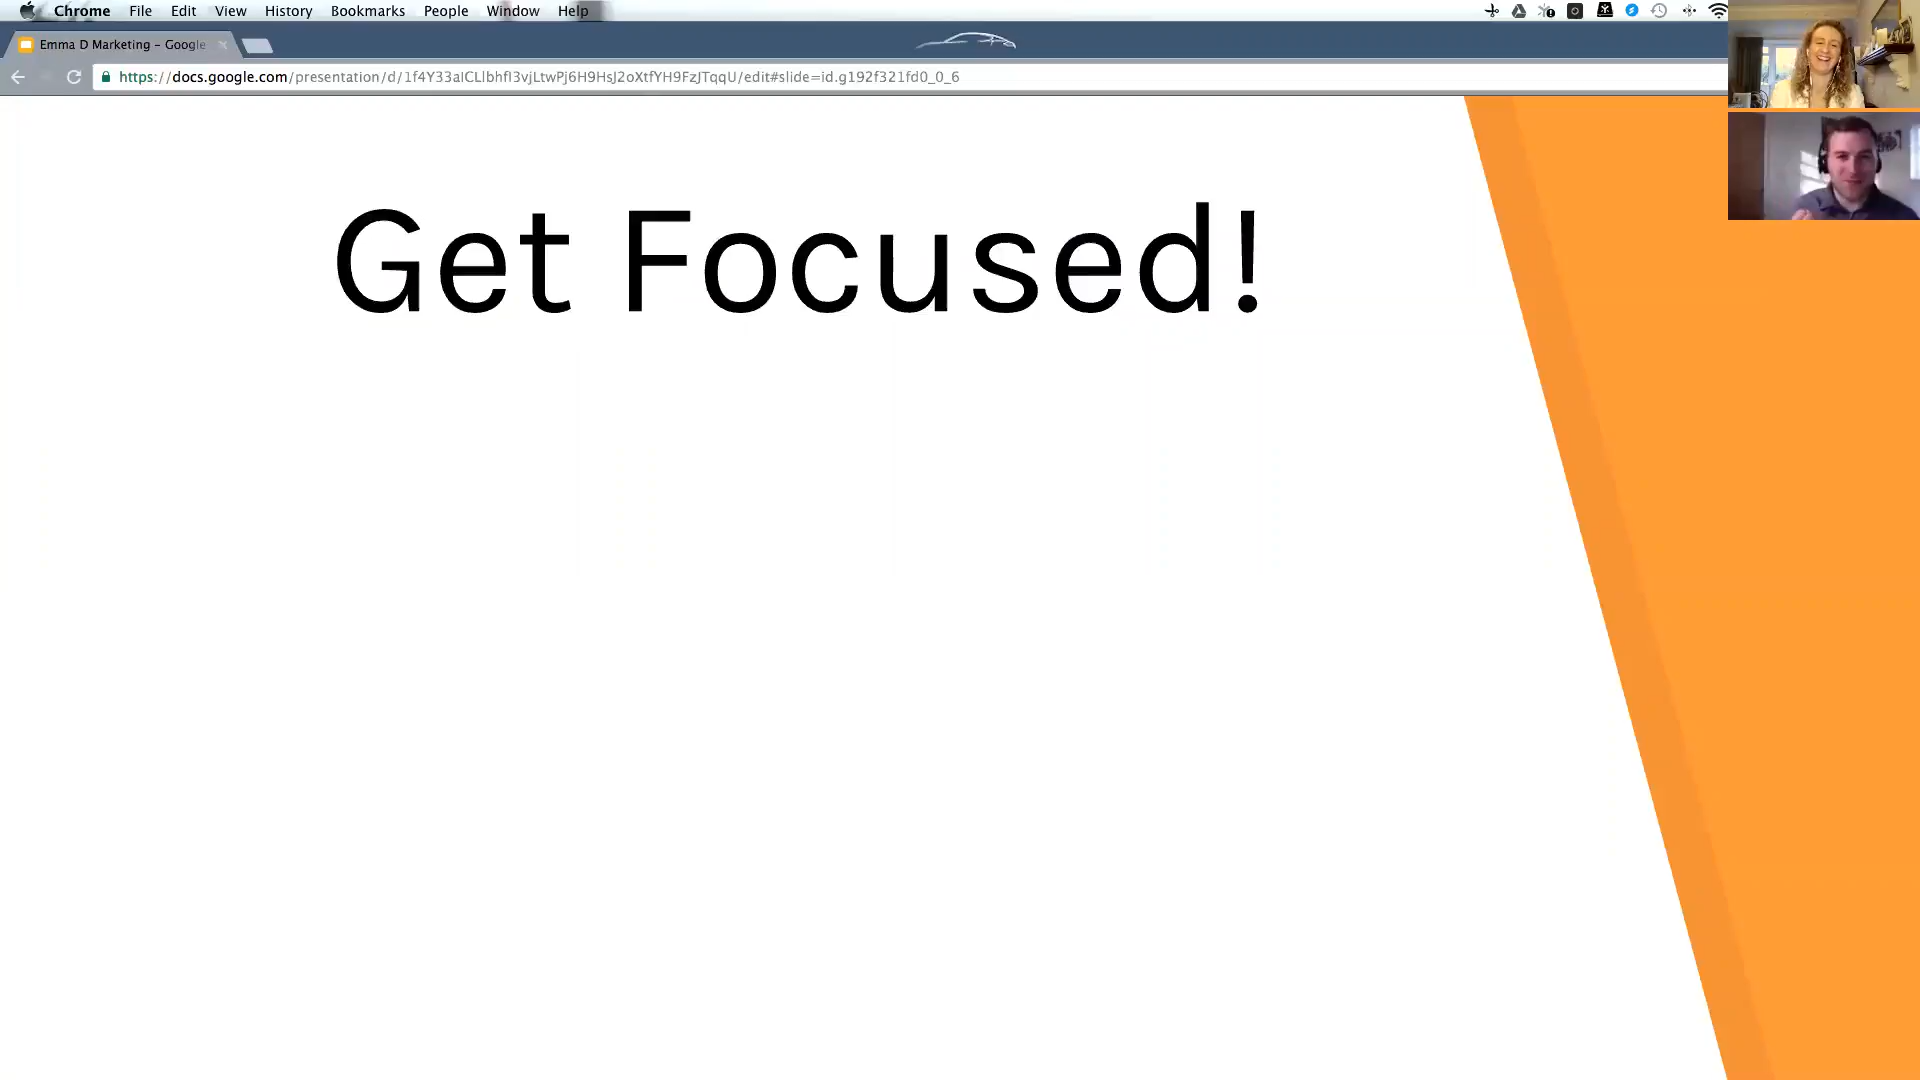 Chrome File Edit View History Bookmarks People Window Help
Emma D Marketing - Google
https://docs.google.com/presentation/d/1f4Y33aICLlbhfI3vjLtwPj6H9HsJ2oXtfYH9FzJTqqU/edit#slide=id.g192f321fd0_0_6
Get Focused!